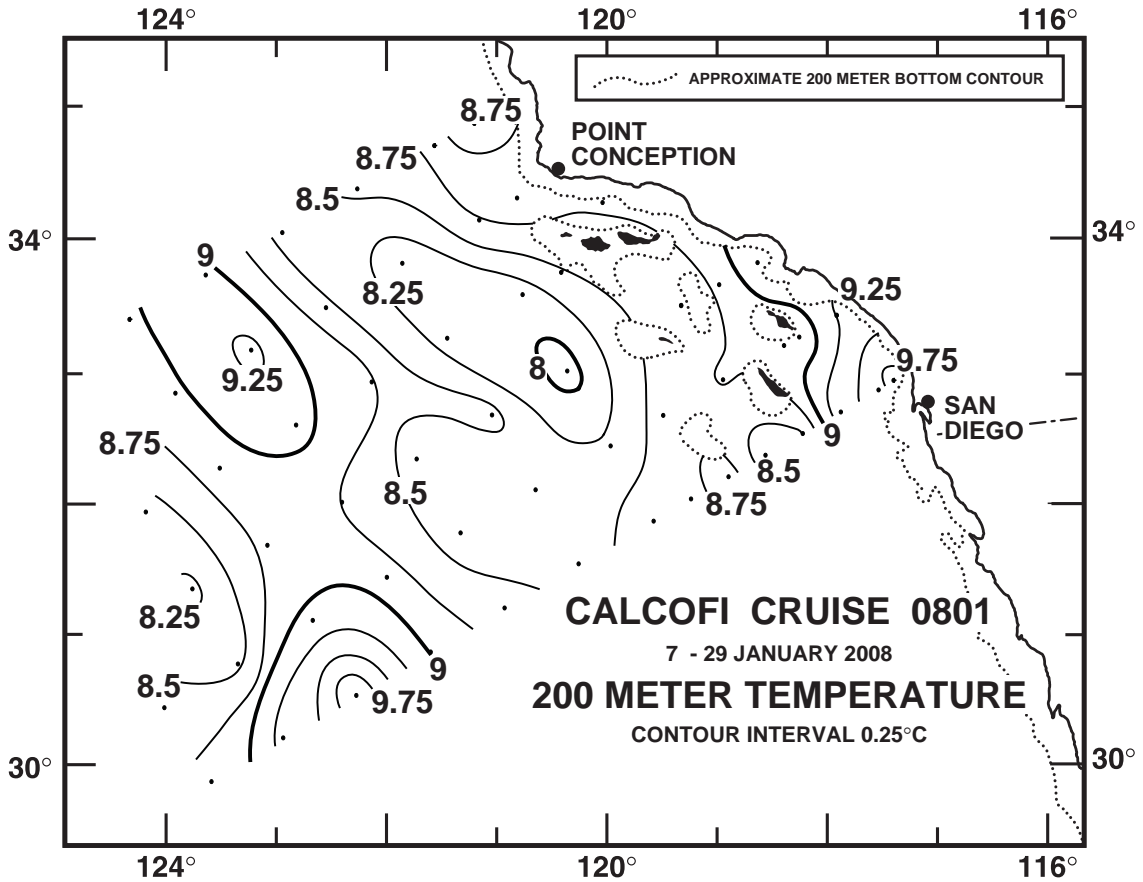 124° 120° 116°
APPROXIMATE 200 METER BOTTOM CONTOUR
8.75
POINT
CONCEPTION
8.75
8.5
34° 34°
9
8.25
9.25
8
9.25
9.75
SAN
DIEGO
8.75
9
8.5
8.5
8.75
8.25
CALCOFI CRUISE 0801
7 - 29 JANUARY 2008
9
8.5
9.75
200 METER TEMPERATURE
CONTOUR INTERVAL 0.25°C
30° 30°
124° 120° 116°